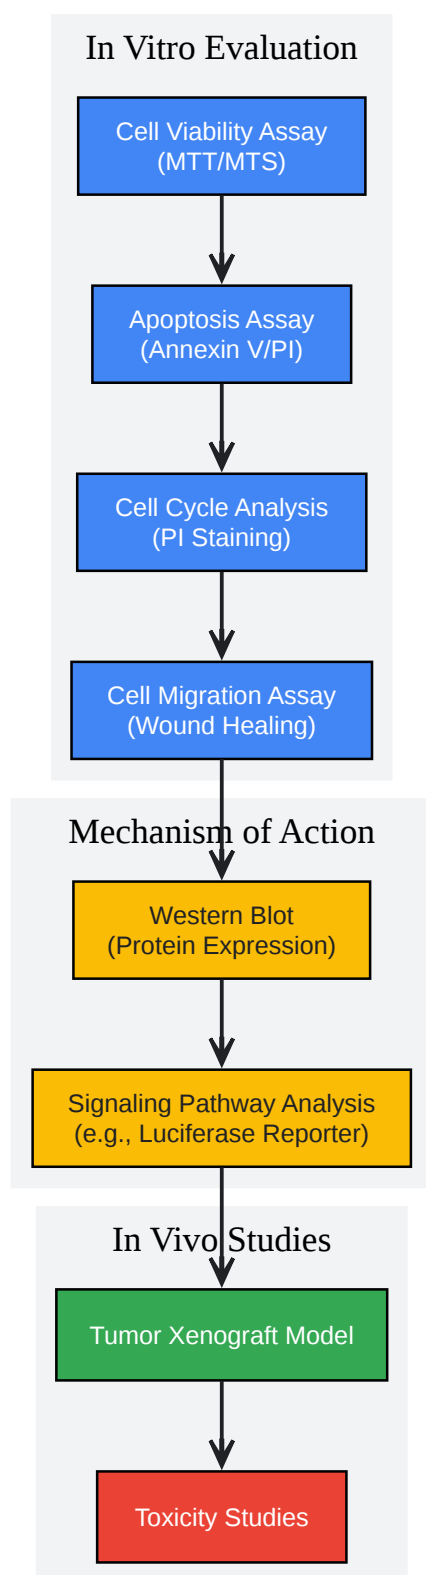 In Vitro Evaluation
Cell Viability Assay
(MTT/MTS)
Apoptosis Assay
(Annexin V/PI)
Cell Cycle Analysis
(PI Staining)
Cell Migration Assay
(Wound Healing)
Mechanism of Action
Western Blot
(Protein Expression)
Signaling Pathway Analysis
(e.g., Luciferase Reporter)
In Vivo Studies
Tumor Xenograft Model
Toxicity Studies